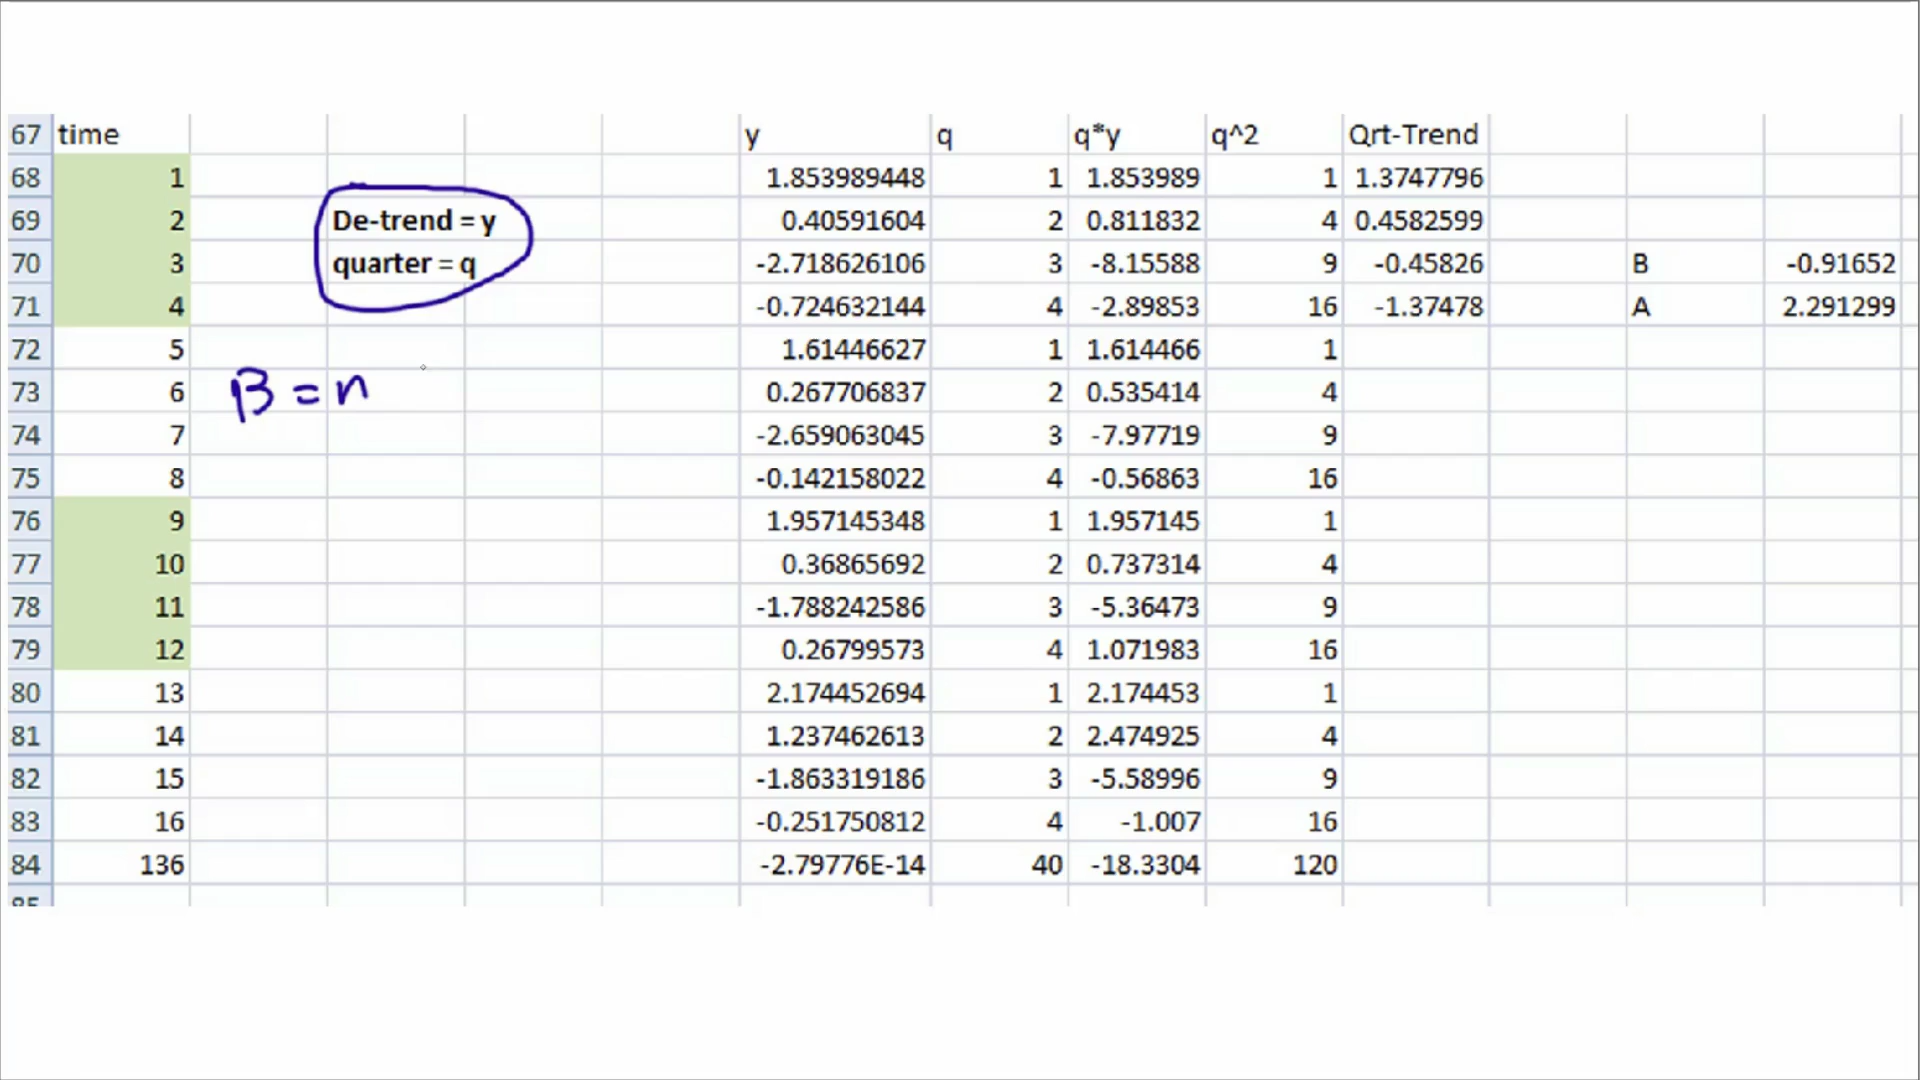 67 time y q q*y q^2 Qrt-Trend
68 1 1.853989448 1 1.853989 1 1.3747796
69 2 De-trend = y 0.40591604 2 0.811832 4 0.4582599
70 3 quarter = q -2.718626106 3 -8.15588 9 -0.45826 B -0.91652
71 4 -0.724632144 4 -2.89853 16 -1.37478 A 2.291299
72 5 1.61446627 1 1.614466 1
73 6 β = n 0.267706837 2 0.535414 4
74 7 -2.659063045 3 -7.97719 9
75 8 -0.142158022 4 -0.56863 16
76 9 1.957145348 1 1.957145 1
77 10 0.36865692 2 0.737314 4
78 11 -1.788242586 3 -5.36473 9
79 12 0.26799573 4 1.071983 16
80 13 2.174452694 1 2.174453 1
81 14 1.237462613 2 2.474925 4
82 15 -1.863319186 3 -5.58996 9
83 16 -0.251750812 4 -1.007 16
84 136 -2.79776E-14 40 -18.3304 120